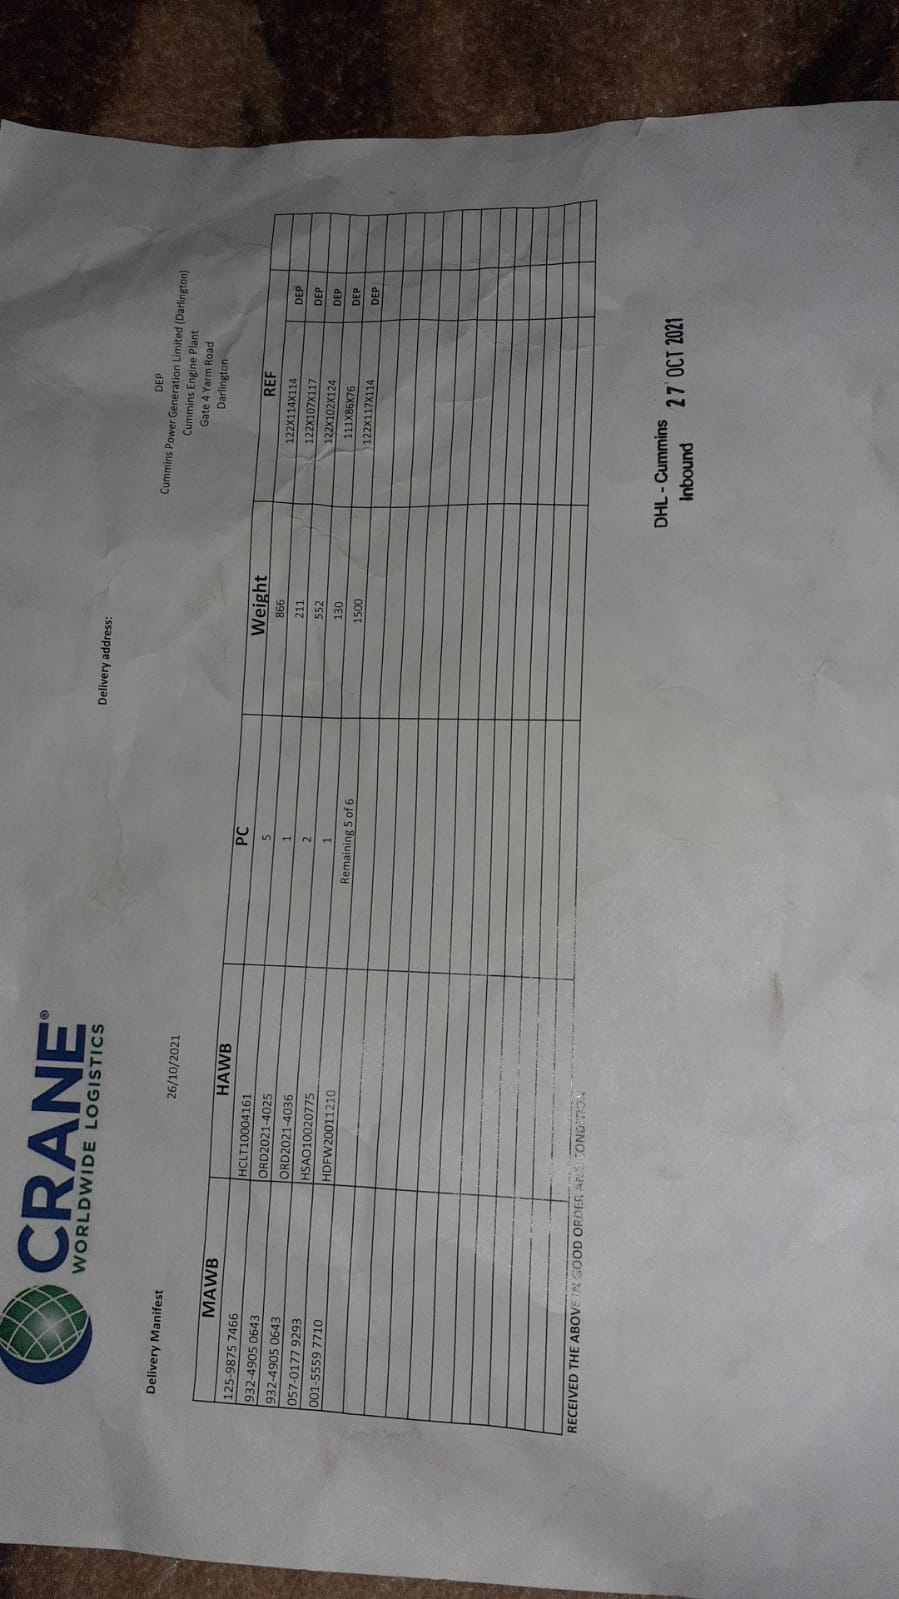 CRANE®
WORLDWIDE LOGISTICS
Delivery Manifest
26/10/2021
Delivery address:
DEP
Cummins Power Generation Limited (Darlington)
Cummins Engine Plant
Gate 4 Yarm Road
Darlington
MAWB HAWB PC Weight REF
125-9875 7466 HCLT10004161 5 866 122X114X114 DEP
932-4905 0643 ORD2021-4025 1 211 122X107X117 DEP
932-4905 0643 ORD2021-4036 2 552 122X102X124 DEP
057-0177 9293 HSAO10020775 1 130 111X86X76 DEP
001-5559 7710 HDFW20011210 Remaining 5 of 6 1500 122X117X114 DEP
RECEIVED THE ABOVE IN GOOD ORDER AND CONDITION
DHL - Cummins 27 OCT 2021
Inbound